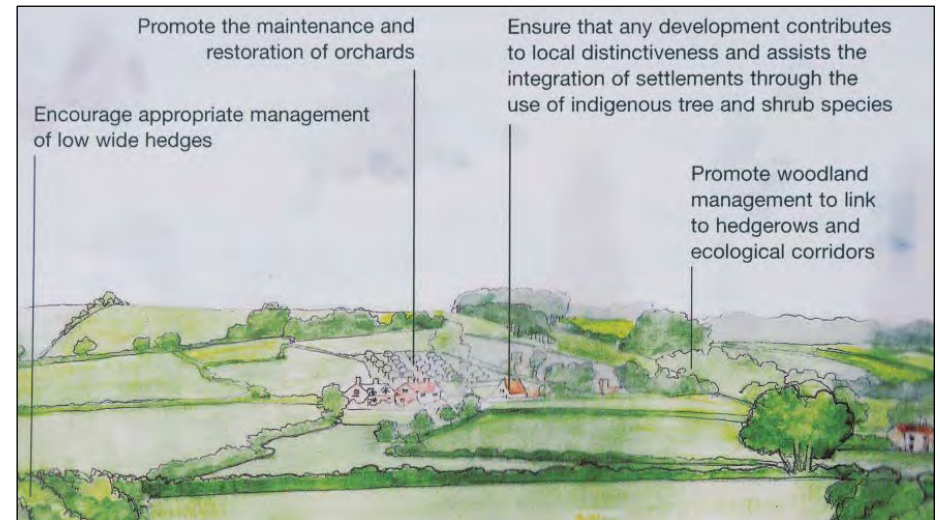 Promote the maintenance and
restoration of orchards
Ensure that any development contributes
to local distinctiveness and assists the
integration of settlements through the
use of indigenous tree and shrub species
Encourage appropriate management
of low wide hedges
Promote woodland
management to link
to hedgerows and
ecological corridors